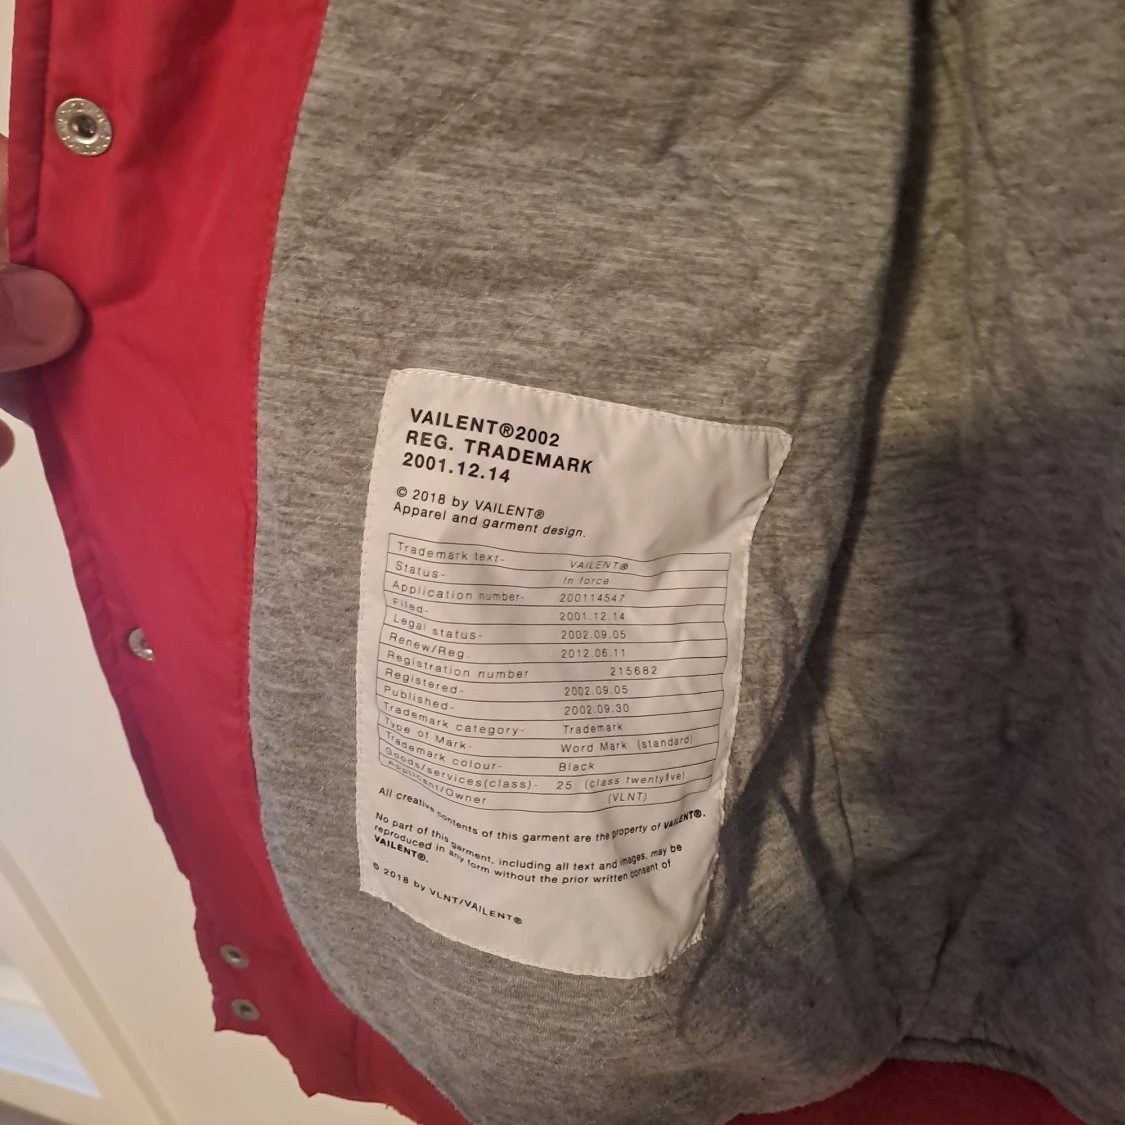 VAILENT®2002
REG. TRADEMARK
2001.12.14
© 2018 by VAILENT®
Apparel and garment design.
Trademark text- VAILENT®
Status- In force
Application number- 200114547
Filed- 2001.12.14
Legal status- 2002.09.05
Renew/Reg. 2012.06.11
Registration number 215682
Registered- 2002.09.05
Published- 2002.09.30
Trademark category- Trademark
Type of Mark- Word Mark (standard)
Trademark colour- Black
Goods/services(class)- 25 (class twentyfive)
Applicant/Owner (VLNT)
All creative contents of this garment are the property of VAILENT®.
No part of this garment, including all text and images, may be
reproduced in any form without the prior written consent of
VAILENT®.
© 2018 by VLNT/VAILENT®